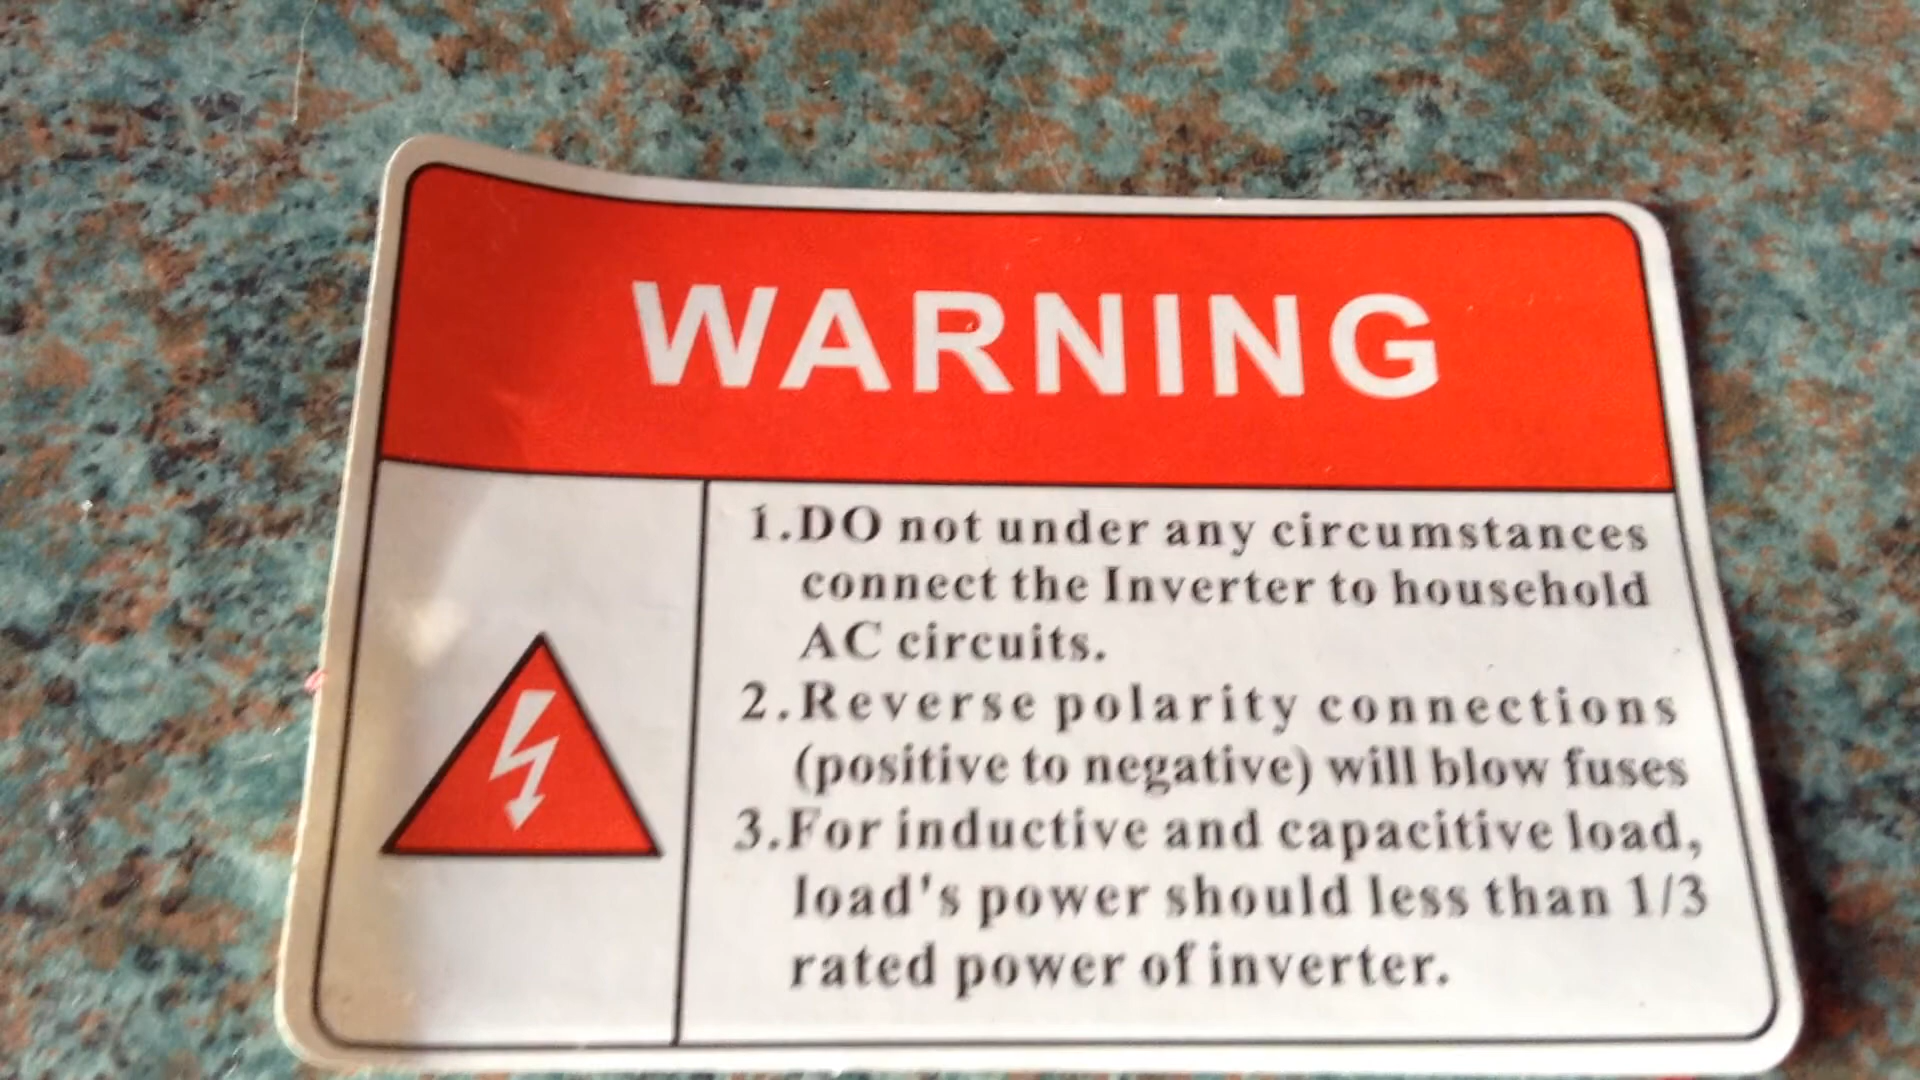 WARNING
1.DO not under any circumstances
connect the Inverter to household
AC circuits.
2.Reverse polarity connections
(positive to negative) will blow fuses
3.For inductive and capacitive load,
load's power should less than 1/3
rated power of inverter.